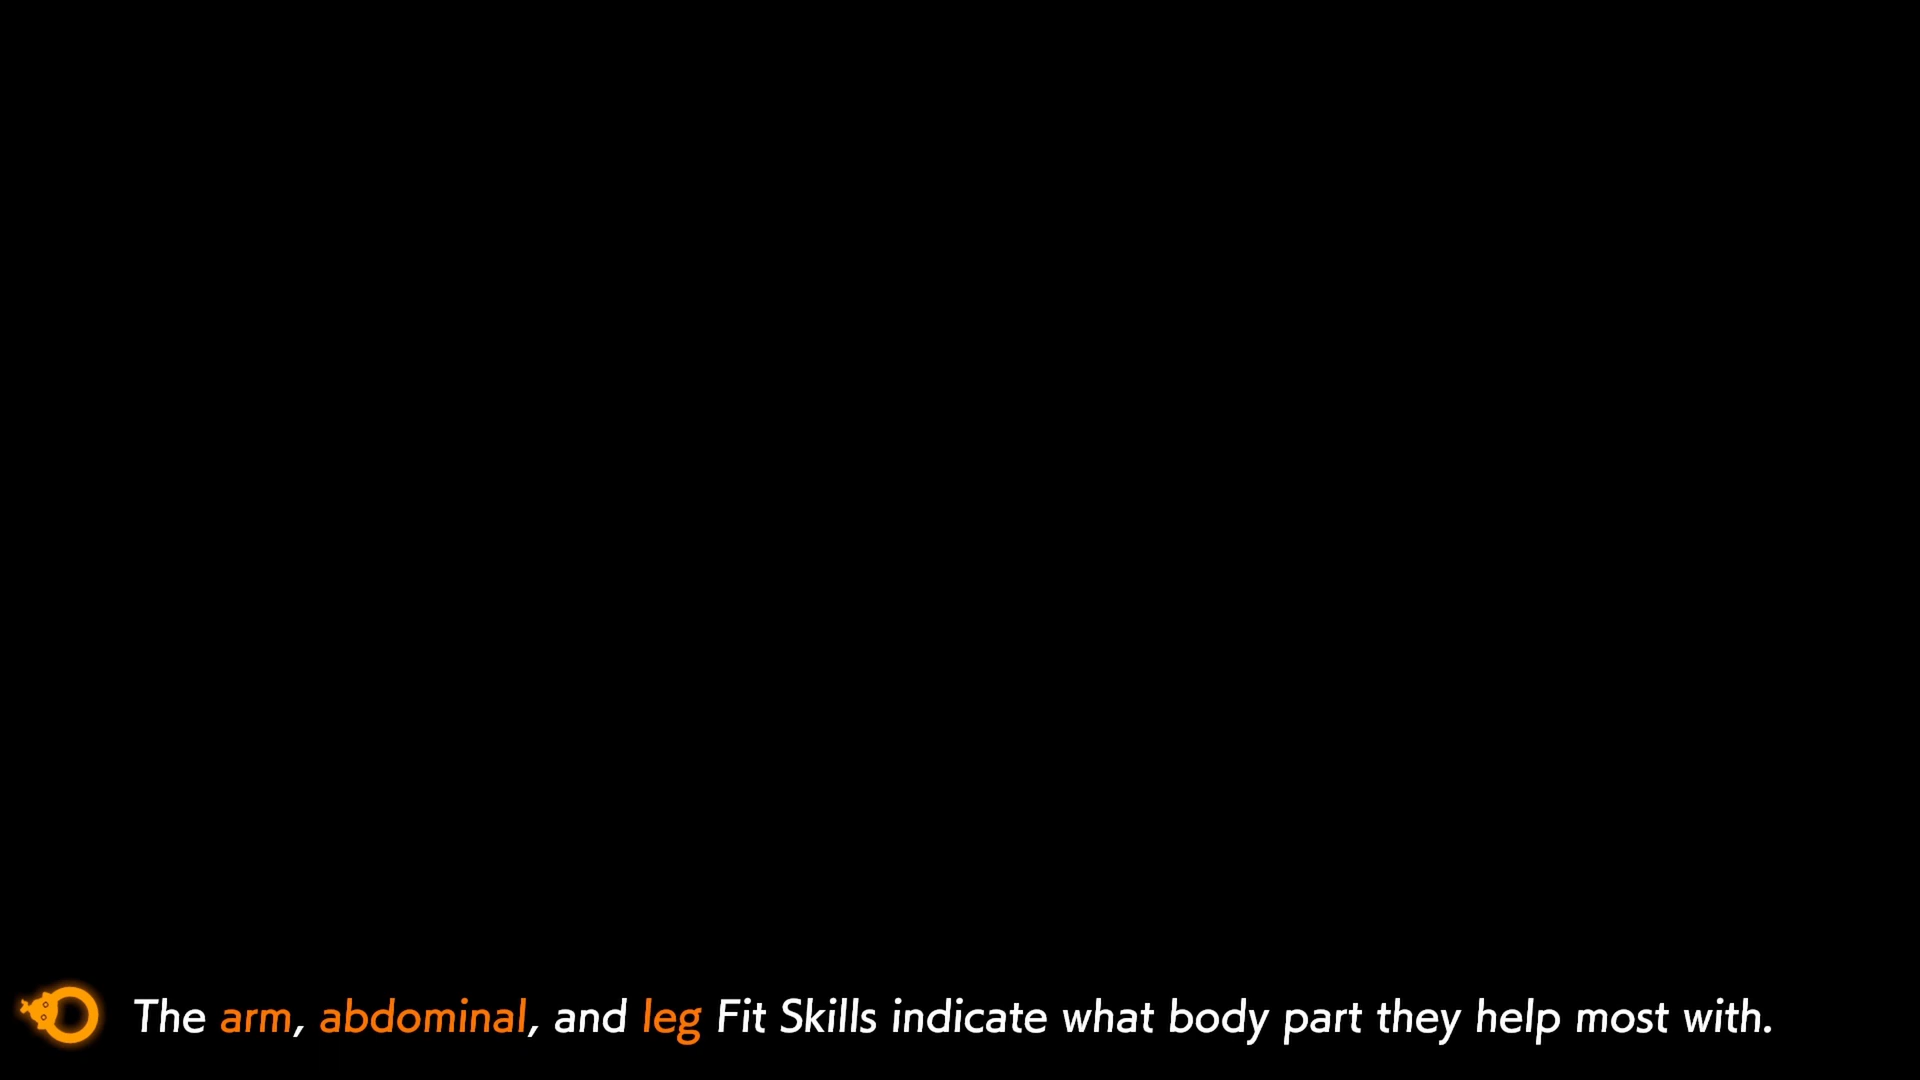 The arm, abdominal, and leg Fit Skills indicate what body part they help most with.